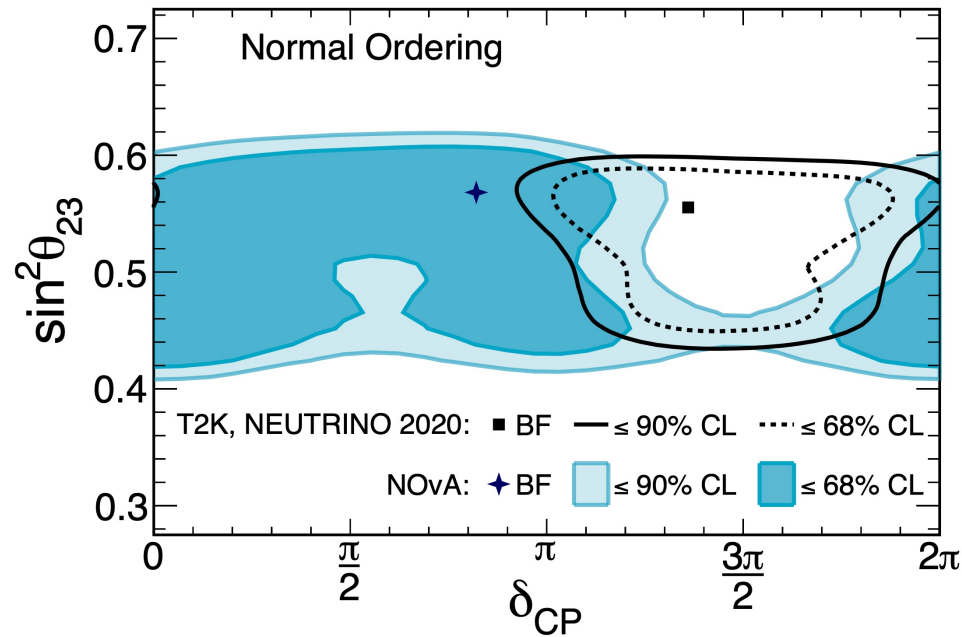 Normal Ordering
0.7
0.6
0.5
0.4
0.3
sin²θ₂₃
T2K, NEUTRINO 2020: BF ≤ 90% CL ≤ 68% CL
NOvA: BF ≤ 90% CL ≤ 68% CL
0 π/2 π 3π/2 2π
δCP